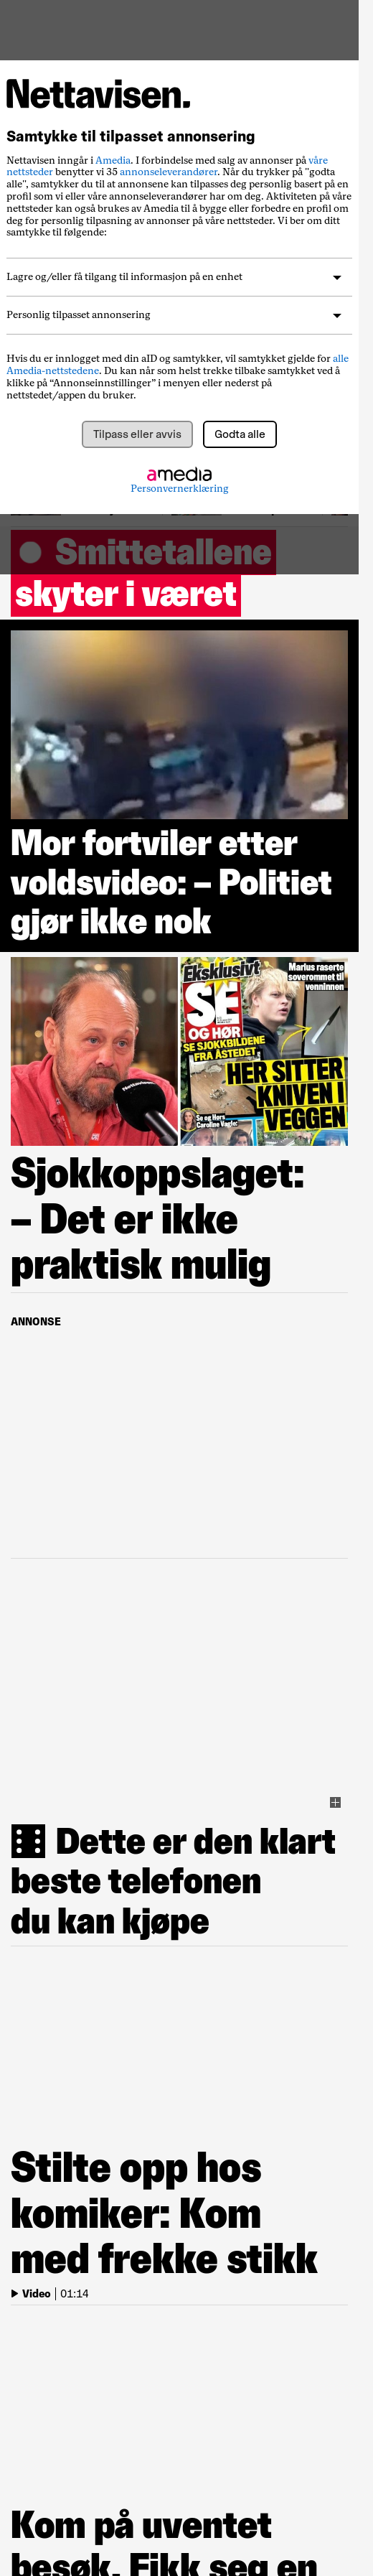 Nettavisen.
Samtykke til tilpasset annonsering
Nettavisen inngår i Amedia. I forbindelse med salg av annonser på våre
nettsteder benytter vi 35 annonseleverandører. Når du trykker på "godta
alle", samtykker du til at annonsene kan tilpasses deg personlig basert på en
profil som vi eller våre annonseleverandører har om deg. Aktiviteten på våre
nettsteder kan også brukes av Amedia til å bygge eller forbedre en profil om
deg for personlig tilpasning av annonser på våre nettsteder. Vi ber om ditt
samtykke til følgende:
Lagre og/eller få tilgang til informasjon på en enhet
Personlig tilpasset annonsering
Hvis du er innlogget med din aID og samtykker, vil samtykket gjelde for alle
Amedia-nettstedene. Du kan når som helst trekke tilbake samtykket ved å
klikke på “Annonseinnstillinger” i menyen eller nederst på
nettstedet/appen du bruker.
Tilpass eller avvis
Godta alle
amedia
Personvernerklæring
Smittetallene
skyter i været
Mor fortviler etter
voldsvideo: – Politiet
gjør ikke nok
Nettavisen
Eksklusivt
SE
OG HØR
Marius raserte
soverommet til
venninnen
SE SJOKKBILDENE
FRA ÅSTEDET
HER SITTER
KNIVEN I
VEGGEN
Se og Hørs
Caroline Vagle:
Sjokkoppslaget:
– Det er ikke
praktisk mulig
ANNONSE
Dette er den klart
beste telefonen
du kan kjøpe
Stilte opp hos
komiker: Kom
med frekke stikk
Video | 01:14
Kom på uventet
besøk. Fikk seg en